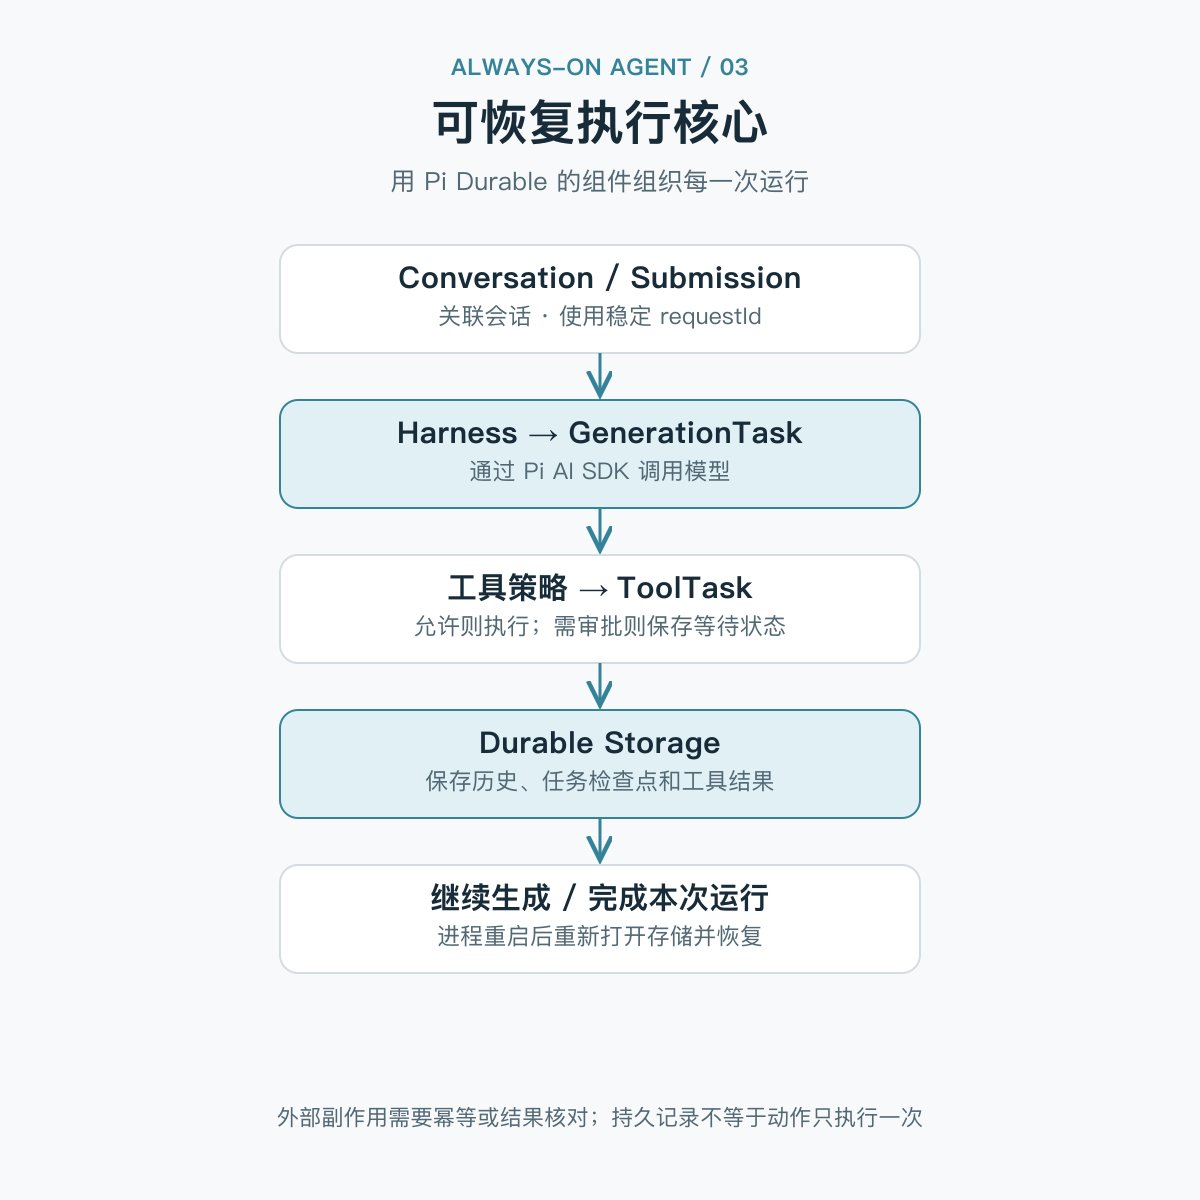 ALWAYS–ON AGENT / 03
可恢复执行核心
用 Pi Durable 的组件组织每一次运行
Conversation / Submission
关联会话 · 使用稳定 requestId
Harness → GenerationTask
通过 Pi AI SDK 调用模型
工具策略 → ToolTask
允许则执行；需审批则保存等待状态
Durable Storage
保存历史、任务检查点和工具结果
继续生成 / 完成本次运行
进程重启后重新打开存储并恢复
外部副作用需要幂等或结果核对；持久记录不等于动作只执行一次